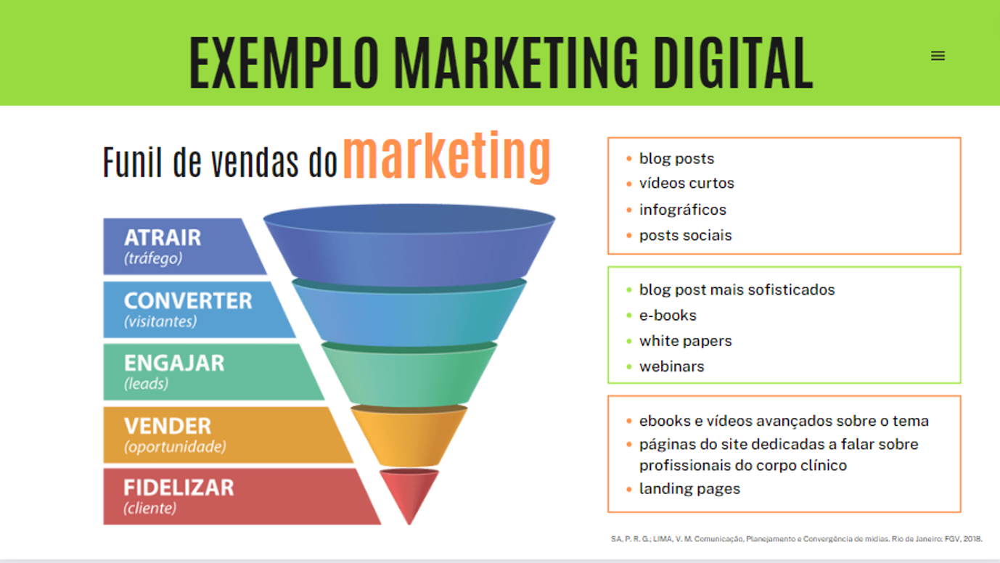 EXEMPLO MARKETING DIGITAL
Funil de vendas do marketing
ATRAIR
(tráfego)
CONVERTER
(visitantes)
ENGAJAR
(leads)
VENDER
(oportunidade)
FIDELIZAR
(cliente)
blog posts
vídeos curtos
infográficos
posts sociais
blog post mais sofisticados
e-books
white papers
webinars
ebooks e vídeos avançados sobre o tema
páginas do site dedicadas a falar sobre
profissionais do corpo clínico
landing pages
SA, P. R. G.; LIMA, V. M. Comunicação, Planejamento e Convergência de mídias. Rio de Janeiro: FGV, 2018.